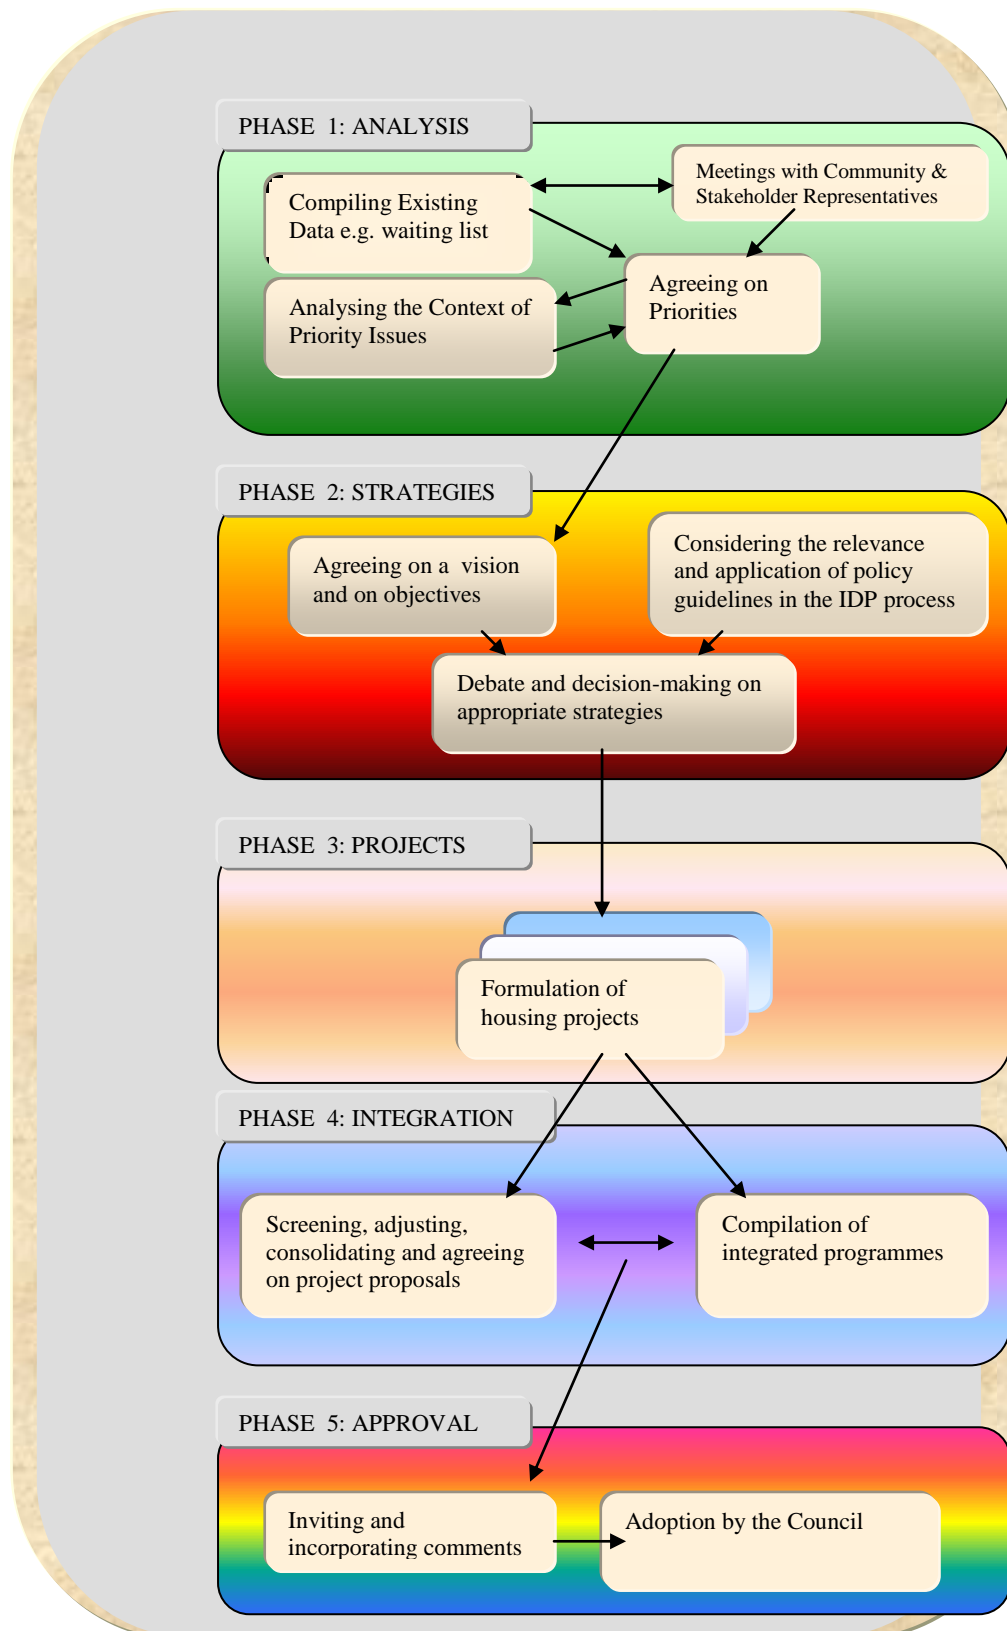 PHASE  1: ANALYSIS
Compiling Existing
Data e.g. waiting list
Meetings with Community &
Stakeholder Representatives
Agreeing on
Priorities
Analysing the Context of
Priority Issues
PHASE  2: STRATEGIES
Agreeing on a  vision
and on objectives
Considering the relevance
and application of policy
guidelines in the IDP process
Debate and decision-making on
appropriate strategies
PHASE  3: PROJECTS
Formulation of
housing projects
PHASE  4: INTEGRATION
Screening, adjusting,
consolidating and agreeing
on project proposals
Compilation of
integrated programmes
PHASE  5: APPROVAL
Inviting and
incorporating comments
Adoption by the Council